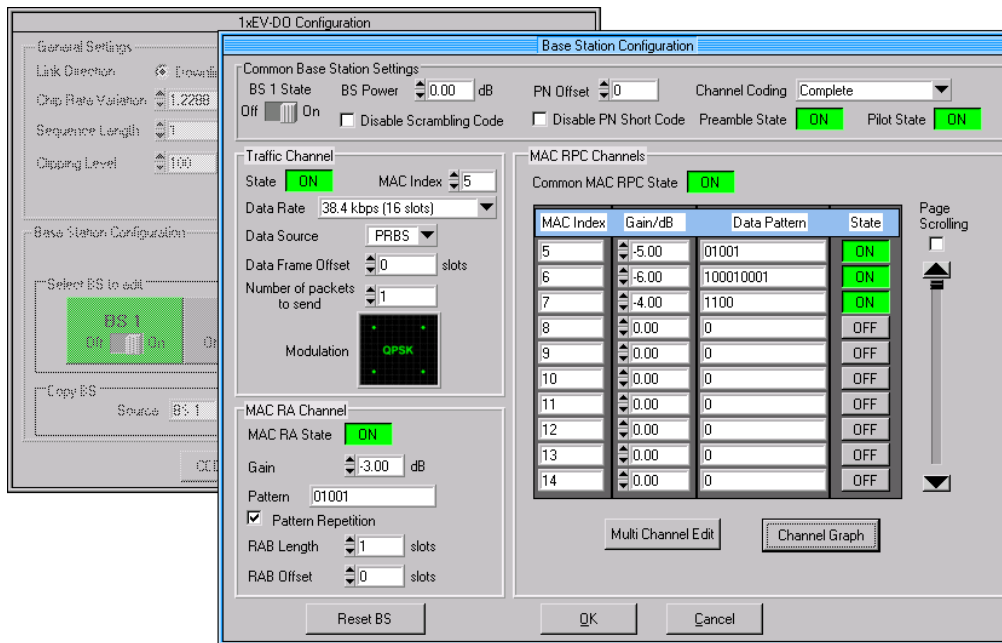 1xEV-DO Configuration
General Settings
Link Direction
Chip Rate Variation 1.2288
Sequence Length 1
Clipping Level 100
Base Station Configuration
Select BS to edit
BS 1
Off On
Copy BS
Source BS 1
Base Station Configuration
Common Base Station Settings
BS 1 State
Off On
BS Power 0.00 dB
Disable Scrambling Code
PN Offset 0
Disable PN Short Code
Channel Coding Complete
Preamble State ON
Pilot State ON
Traffic Channel
State ON
MAC Index 5
Data Rate 38.4 kbps (16 slots)
Data Source PRBS
Data Frame Offset 0 slots
Number of packets
to send 1
Modulation QPSK
MAC RA Channel
MAC RA State ON
Gain -3.00 dB
Pattern 01001
Pattern Repetition
RAB Length 1 slots
RAB Offset 0 slots
MAC RPC Channels
Common MAC RPC State ON
MAC Index Gain/dB Data Pattern State
5 -5.00 01001 ON
6 -6.00 100010001 ON
7 -4.00 1100 ON
8 0.00 0 OFF
9 0.00 0 OFF
10 0.00 0 OFF
11 0.00 0 OFF
12 0.00 0 OFF
13 0.00 0 OFF
14 0.00 0 OFF
Page
Scrolling
Multi Channel Edit
Channel Graph
Reset BS
OK
Cancel